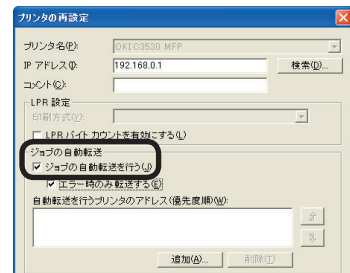 プリンタの再設定
プリンタ名(P): OKI C3530 MFP
IP アドレス(I): 192.168.0.1 検索(D)...
コメント(C):
LPR 設定
印刷方式(Y):
LPR バイト カウントを有効にする(L)
ジョブの自動転送
ジョブの自動転送を行う(J)
エラー時のみ転送する(E)
自動転送を行うプリンタのアドレス(優先度順)(W):
追加(A)... 削除(T)